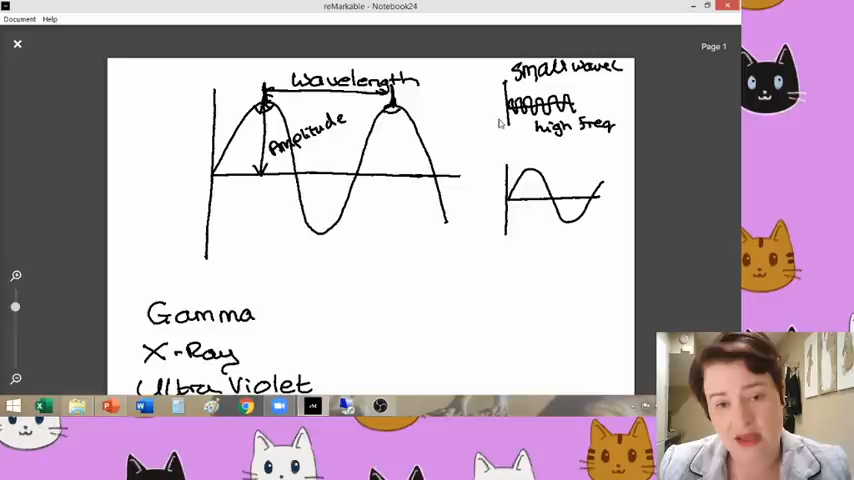 reMarkable - Notebook24
Document Help
Page 1
Wavelength
Amplitude
small wavel
high freq
Gamma
X-Ray
Ultra Violet